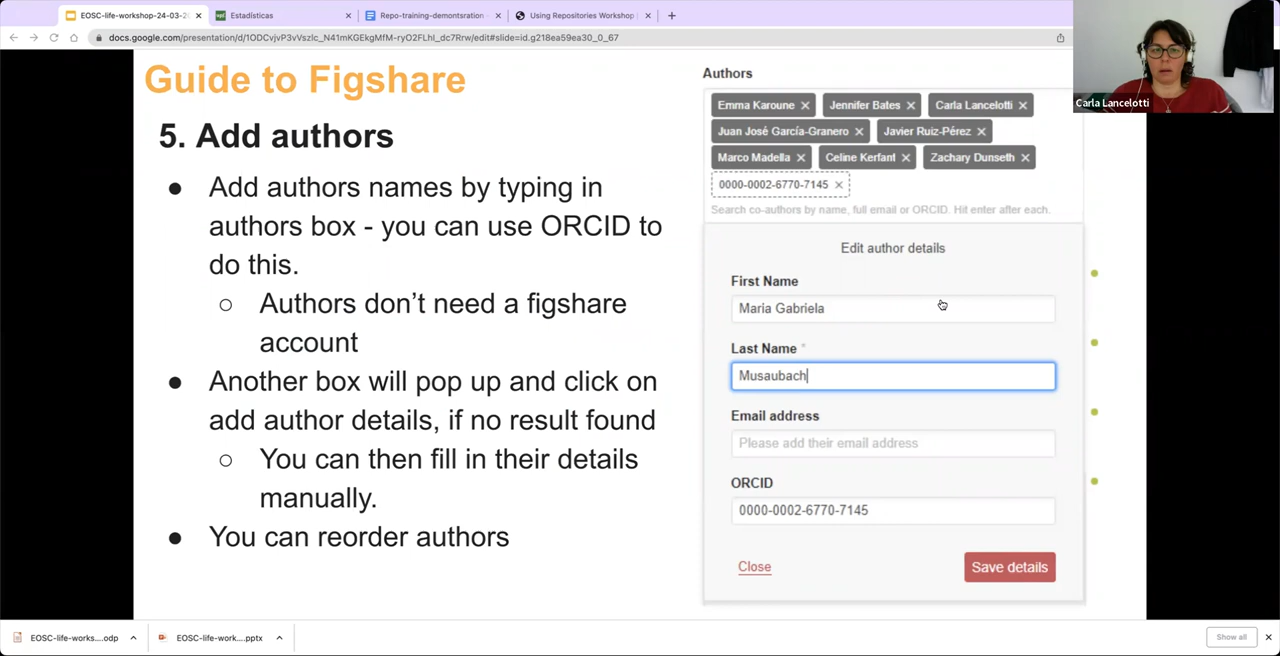 EOSC-life-workshop-24-03-2
Estadísticas
Repo-training-demontsration -
Using Repositories Workshop |
docs.google.com/presentation/d/1ODCvjvP3vVszlc_N41mKGEkgMfM-ryO2FLhl_dc7Rrw/edit#slide=id.g218ea59ea30_0_67
Carla Lancelotti
Guide to Figshare
5. Add authors
● Add authors names by typing in
authors box - you can use ORCID to
do this.
○ Authors don’t need a figshare
account
● Another box will pop up and click on
add author details, if no result found
○ You can then fill in their details
manually.
● You can reorder authors
Authors
Emma Karoune × Jennifer Bates × Carla Lancelotti ×
Juan José García-Granero × Javier Ruiz-Pérez ×
Marco Madella × Celine Kerfant × Zachary Dunseth ×
0000-0002-6770-7145 ×
Search co-authors by name, full email or ORCID. Hit enter after each.
Edit author details
First Name
Maria Gabriela
Last Name *
Musaubach
Email address
Please add their email address
ORCID
0000-0002-6770-7145
Close Save details
EOSC-life-works....odp
EOSC-life-work....pptx
Show all